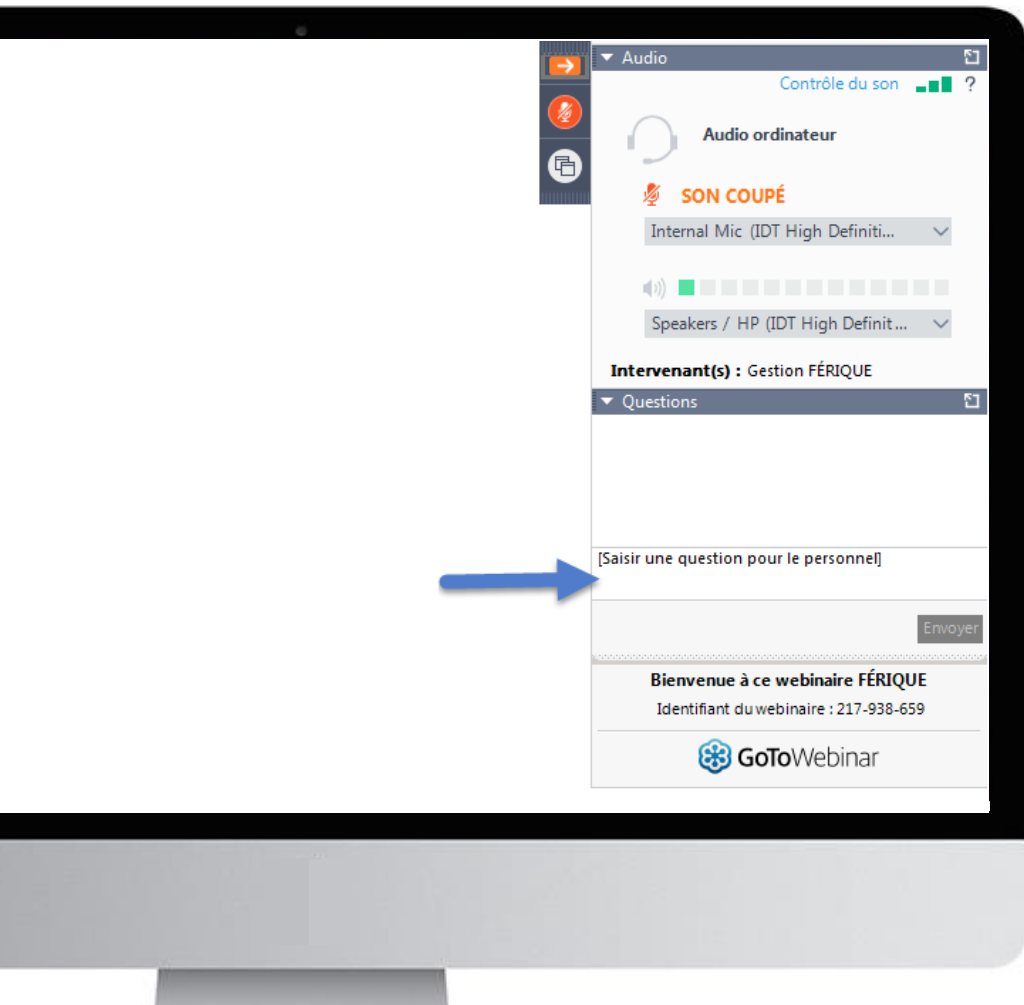 Audio
Contrôle du son ?
Audio ordinateur
SON COUPÉ
Internal Mic (IDT High Definiti...
Speakers / HP (IDT High Definit...
Intervenant(s) : Gestion FÉRIQUE
Questions
[Saisir une question pour le personnel]
Envoyer
Bienvenue à ce webinaire FÉRIQUE
Identifiant du webinaire : 217-938-659
GoToWebinar